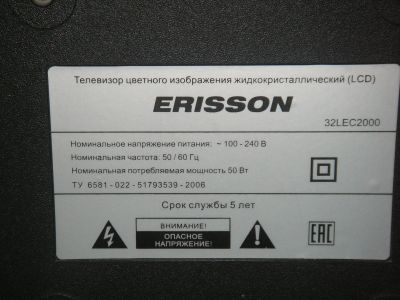 Телевизор цветного изображения жидкокристаллический (LCD)
ERISSON
32LEC2000
Номинальное напряжение питания: ~ 100 - 240 В
Номинальная частота: 50 / 60 Гц
Номинальная потребляемая мощность 50 Вт
ТУ 6581 - 022 - 51793539 - 2006
Срок службы 5 лет
ВНИМАНИЕ!
ОПАСНОЕ
НАПРЯЖЕНИЕ!
EAC